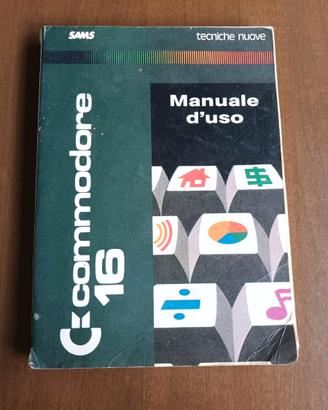 SAMS
tecniche nuove
Manuale
d'uso
commodore
16